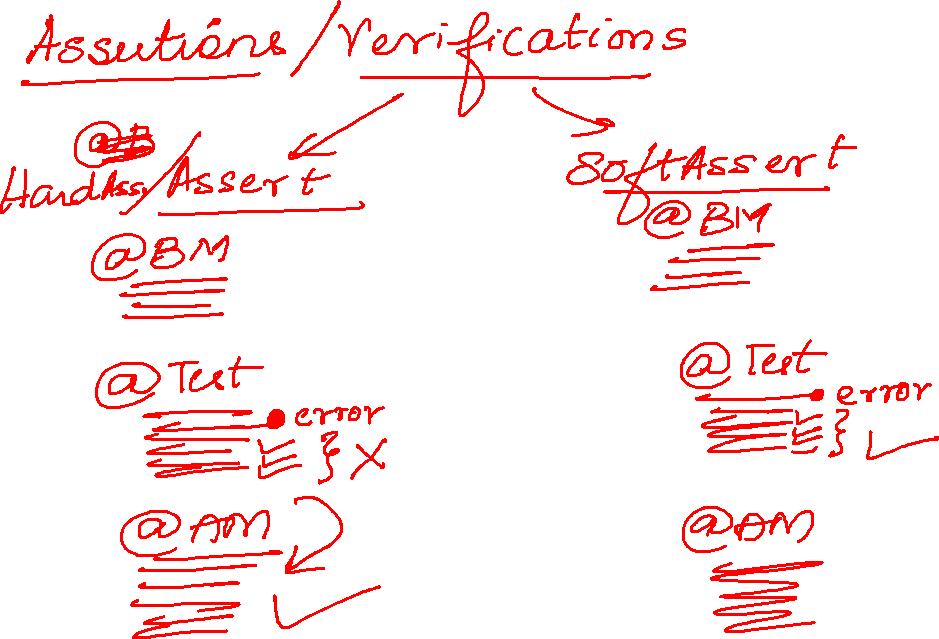 Assertions/Verifications
@B
HardAss/Assert
SoftAssert
@BM
@BM
@Test
error
@Test
error
@AM
@AM